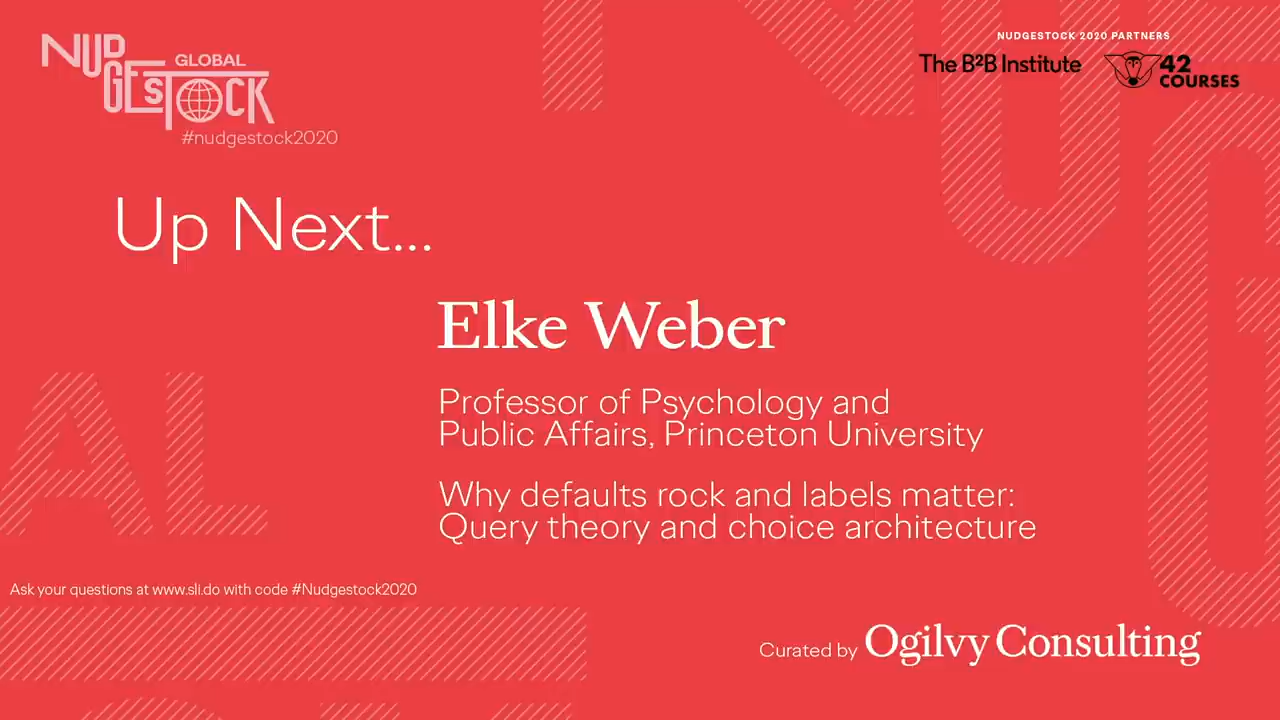 NUDGESTOCK
GLOBAL
#nudgestock2020
NUDGESTOCK 2020 PARTNERS
The B²B Institute
42 COURSES
Up Next...
Elke Weber
Professor of Psychology and
Public Affairs, Princeton University
Why defaults rock and labels matter:
Query theory and choice architecture
AL
Ask your questions at www.sli.do with code #Nudgestock2020
Curated by Ogilvy Consulting